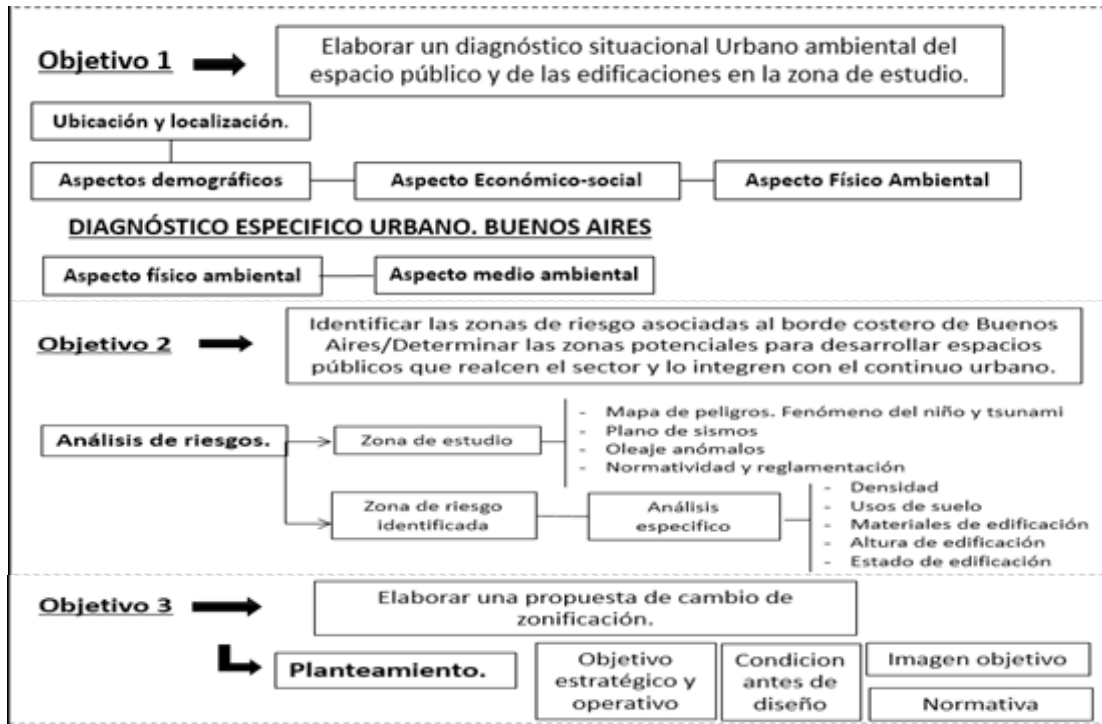 Objetivo 1
Elaborar un diagnóstico situacional Urbano ambiental del
espacio público y de las edificaciones en la zona de estudio.
Ubicación y localización.
Aspectos demográficos
Aspecto Económico-social
Aspecto Físico Ambiental
DIAGNÓSTICO ESPECIFICO URBANO. BUENOS AIRES
Aspecto físico ambiental
Aspecto medio ambiental
Objetivo 2
Identificar las zonas de riesgo asociadas al borde costero de Buenos
Aires/Determinar las zonas potenciales para desarrollar espacios
públicos que realcen el sector y lo integren con el continuo urbano.
Análisis de riesgos.
Zona de estudio
- Mapa de peligros. Fenómeno del niño y tsunami
- Plano de sismos
- Oleaje anómalos
- Normatividad y reglamentación
Zona de riesgo
identificada
Análisis
especifico
- Densidad
- Usos de suelo
- Materiales de edificación
- Altura de edificación
- Estado de edificación
Objetivo 3
Elaborar una propuesta de cambio de
zonificación.
Planteamiento.
Objetivo
estratégico y
operativo
Condicion
antes de
diseño
Imagen objetivo
Normativa